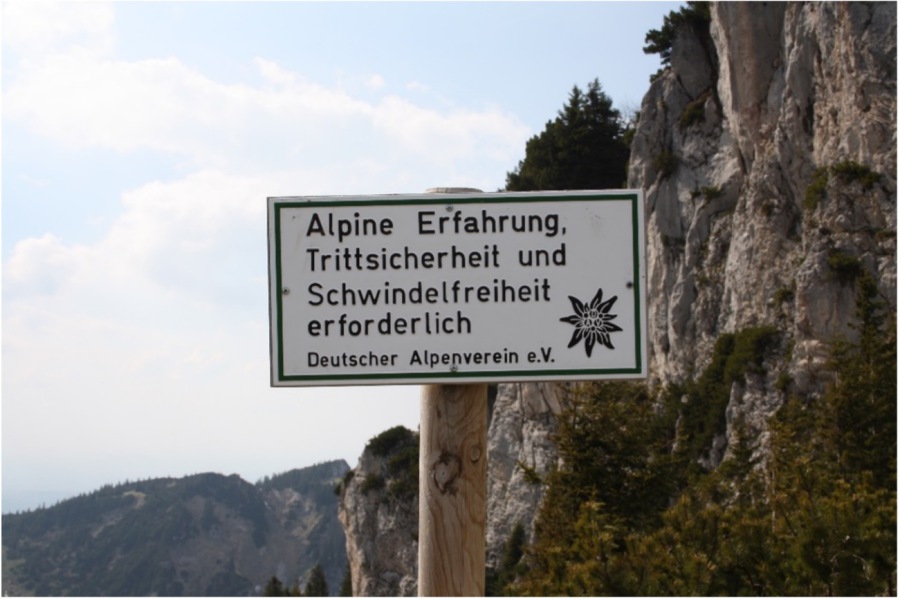 Alpine Erfahrung,
Trittsicherheit und
Schwindelfreiheit
erforderlich
Deutscher Alpenverein e.V.